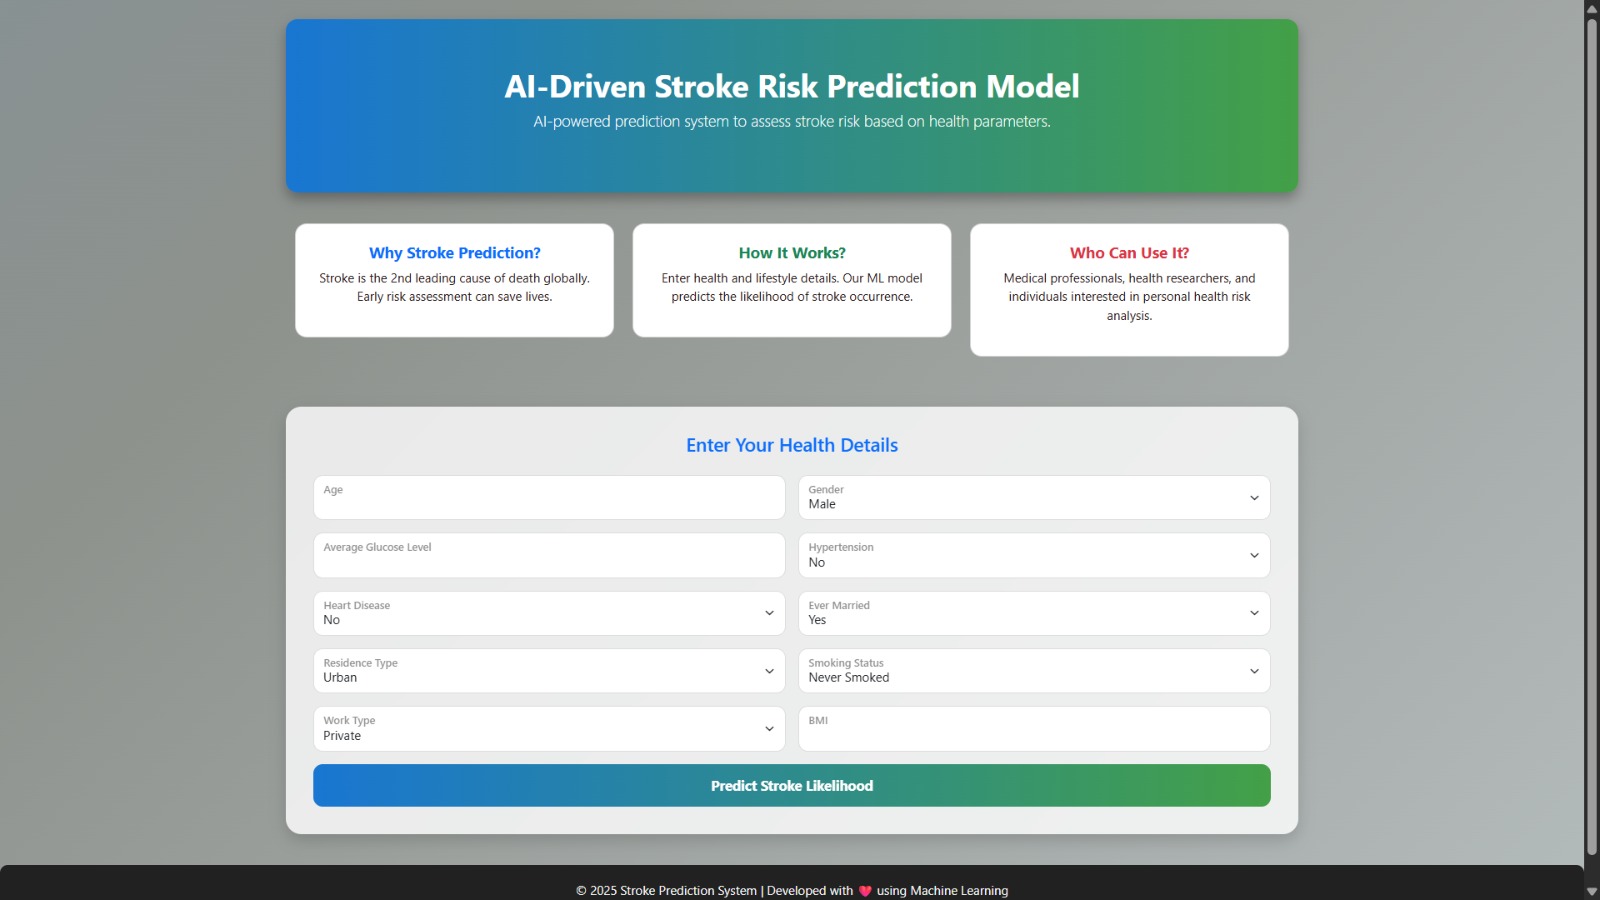 AI-Driven Stroke Risk Prediction Model
AI-powered prediction system to assess stroke risk based on health parameters.
Why Stroke Prediction?
Stroke is the 2nd leading cause of death globally.
Early risk assessment can save lives.
How It Works?
Enter health and lifestyle details. Our ML model
predicts the likelihood of stroke occurrence.
Who Can Use It?
Medical professionals, health researchers, and
individuals interested in personal health risk
analysis.
Enter Your Health Details
Age
Gender
Male
Average Glucose Level
Hypertension
No
Heart Disease
No
Ever Married
Yes
Residence Type
Urban
Smoking Status
Never Smoked
Work Type
Private
BMI
Predict Stroke Likelihood
© 2025 Stroke Prediction System | Developed with 💔 using Machine Learning